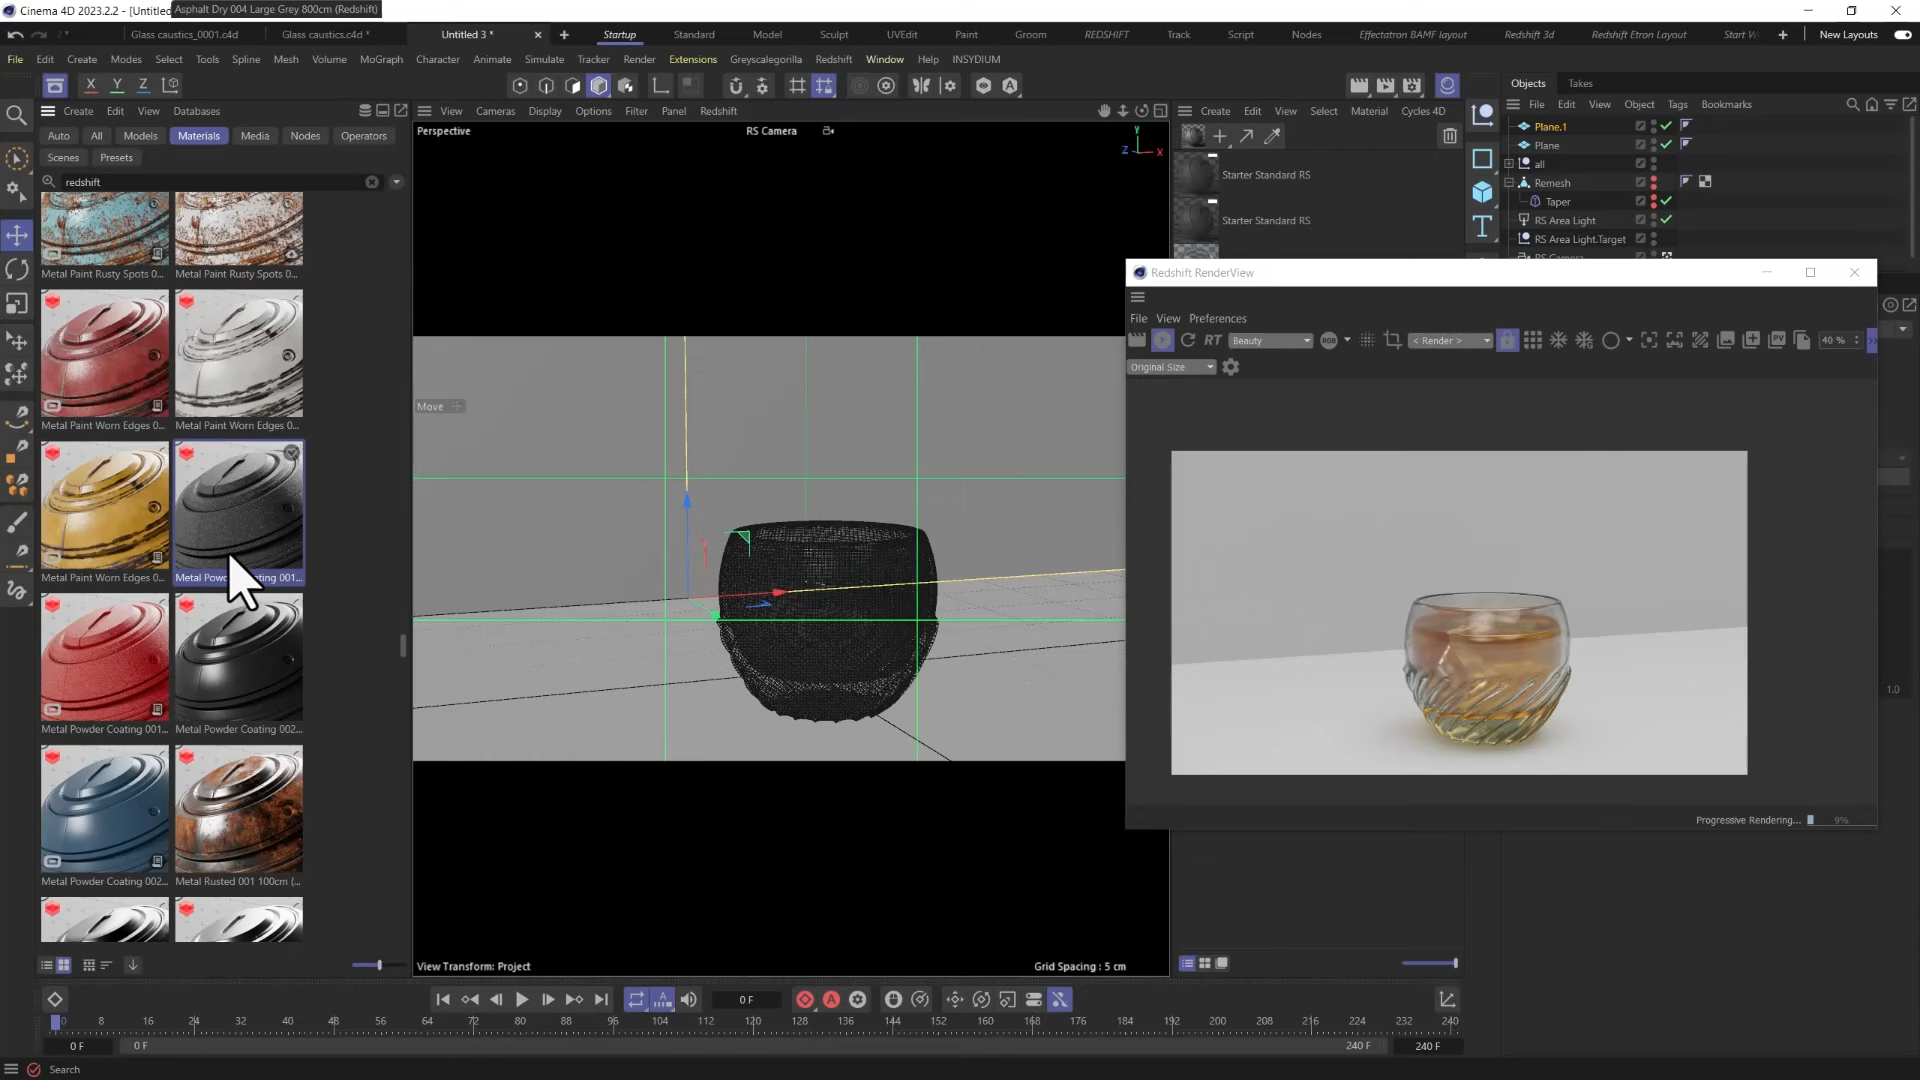 Cinema 4D 2023.2.2 - [Untitled
Asphalt Dry 004 Large Grey 800cm (Redshift)
Glass caustics_0001.c4d
Glass caustics.c4d *
Untitled 3 *
Startup
Standard
Model
Sculpt
UVEdit
Paint
Groom
REDSHIFT
Track
Script
Nodes
Effectatron BAMF layout
Redshift 3d
Redshift Etron Layout
Start W
New Layouts
File Edit Create Modes Select Tools Spline Mesh Volume MoGraph Character Animate Simulate Tracker Render Extensions Greyscalegorilla Redshift Window Help INSYDIUM
X Y Z
Objects Takes
File Edit View Object Tags Bookmarks
Create Edit View Databases
Auto All Models Materials Media Nodes Operators
Scenes Presets
redshift
Metal Paint Rusty Spots 0...
Metal Paint Rusty Spots 0...
Metal Paint Worn Edges 0...
Metal Paint Worn Edges 0...
Metal Paint Worn Edges 0...
Metal Powd
ating 001...
Metal Powder Coating 001...
Metal Powder Coating 002...
Metal Powder Coating 002...
Metal Rusted 001 100cm (...
View Cameras Display Options Filter Panel Redshift
Perspective
RS Camera
Y
Z
X
Move
View Transform: Project
Grid Spacing : 5 cm
Create Edit View Select Material Cycles 4D
Starter Standard RS
Starter Standard RS
Plane.1
Plane
all
Remesh
Taper
RS Area Light
RS Area Light.Target
RS Camera
Redshift RenderView
File View Preferences
RT
Beauty
RGB
< Render >
40 %
Original Size
Progressive Rendering...
9%
1.0
0 F
0 8 16 24 32 40 48 56 64 72 80 88 96 104 112 120 128 136 144 152 160 168 176 184 192 200 208 216 224 232 240
0 F
0 F
240 F
240 F
Search